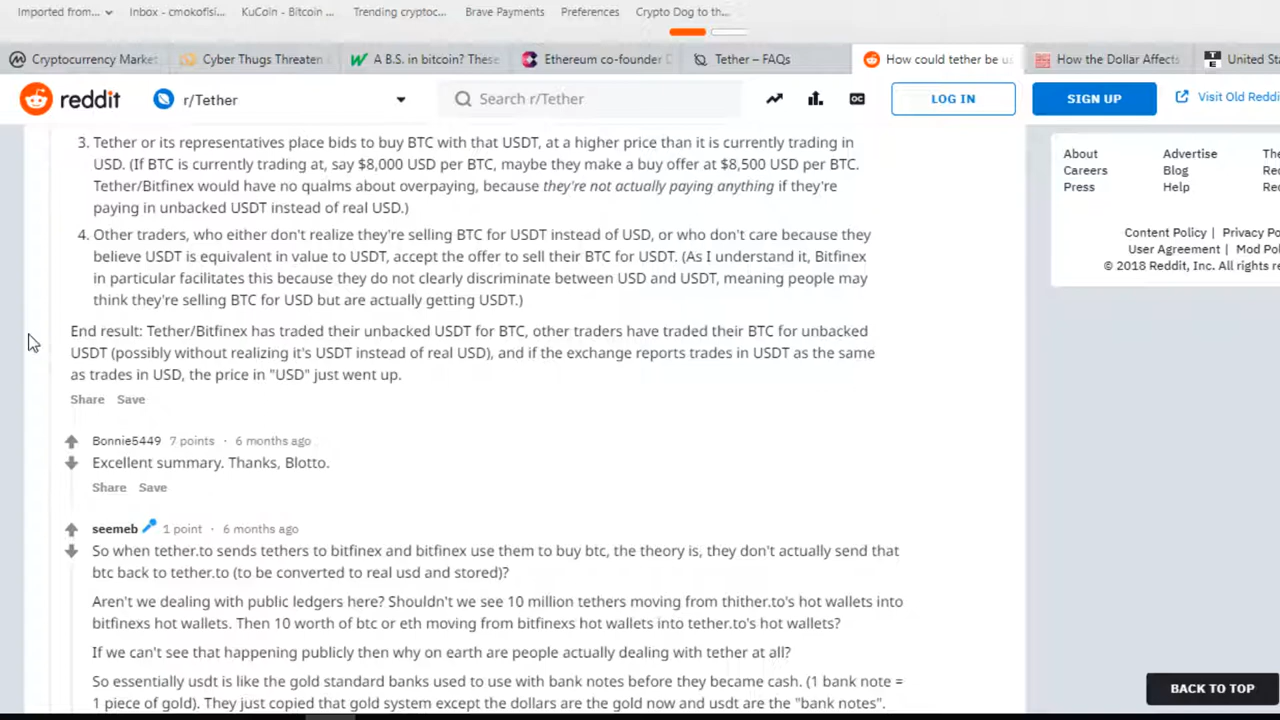 Imported from... Inbox - cmokofisi... KuCoin - Bitcoin ... Trending cryptoc... Brave Payments Preferences Crypto Dog to th...
Cryptocurrency Market Cyber Thugs Threaten A B.S. in bitcoin? These Ethereum co-founder D Tether – FAQs How could tether be us How the Dollar Affects United Sta
reddit r/Tether Search r/Tether LOG IN SIGN UP Visit Old Reddi
3. Tether or its representatives place bids to buy BTC with that USDT, at a higher price than it is currently trading in
USD. (If BTC is currently trading at, say $8,000 USD per BTC, maybe they make a buy offer at $8,500 USD per BTC.
Tether/Bitfinex would have no qualms about overpaying, because they're not actually paying anything if they're
paying in unbacked USDT instead of real USD.)
4. Other traders, who either don't realize they're selling BTC for USDT instead of USD, or who don't care because they
believe USDT is equivalent in value to USDT, accept the offer to sell their BTC for USDT. (As I understand it, Bitfinex
in particular facilitates this because they do not clearly discriminate between USD and USDT, meaning people may
think they're selling BTC for USD but are actually getting USDT.)
End result: Tether/Bitfinex has traded their unbacked USDT for BTC, other traders have traded their BTC for unbacked
USDT (possibly without realizing it's USDT instead of real USD), and if the exchange reports trades in USDT as the same
as trades in USD, the price in "USD" just went up.
Share Save
Bonnie5449 7 points · 6 months ago
Excellent summary. Thanks, Blotto.
Share Save
seemeb 1 point · 6 months ago
So when tether.to sends tethers to bitfinex and bitfinex use them to buy btc, the theory is, they don't actually send that
btc back to tether.to (to be converted to real usd and stored)?
Aren't we dealing with public ledgers here? Shouldn't we see 10 million tethers moving from thither.to's hot wallets into
bitfinexs hot wallets. Then 10 worth of btc or eth moving from bitfinexs hot wallets into tether.to's hot wallets?
If we can't see that happening publicly then why on earth are people actually dealing with tether at all?
So essentially usdt is like the gold standard banks used to use with bank notes before they became cash. (1 bank note =
1 piece of gold). They just copied that gold system except the dollars are the gold now and usdt are the "bank notes".
About Advertise The
Careers Blog Red
Press Help Red
Content Policy | Privacy Po
User Agreement | Mod Pol
© 2018 Reddit, Inc. All rights re
BACK TO TOP